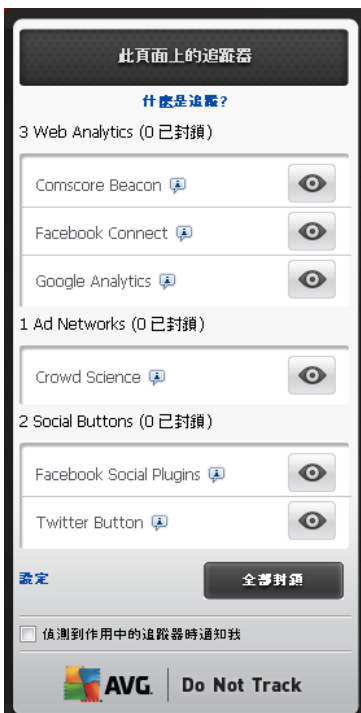 此頁面上的追蹤器
什麼是追蹤?
3 Web Analytics (0 已封鎖)
Comscore Beacon
Facebook Connect
Google Analytics
1 Ad Networks (0 已封鎖)
Crowd Science
2 Social Buttons (0 已封鎖)
Facebook Social Plugins
Twitter Button
設定
全部封鎖
偵測到作用中的追蹤器時通知我
AVG. Do Not Track